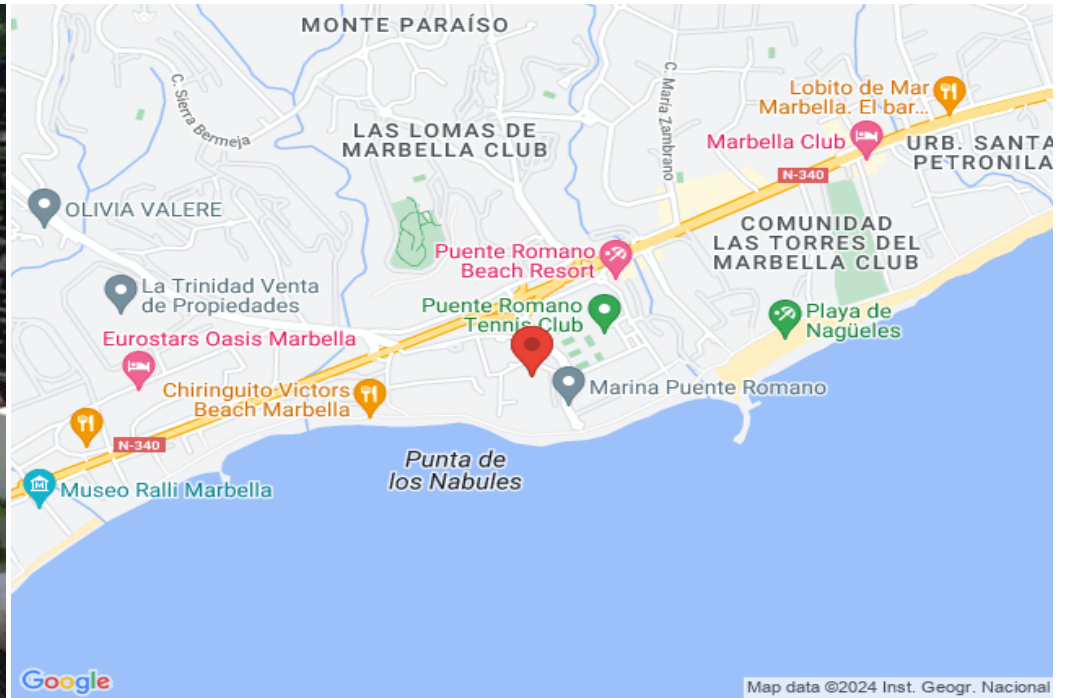 MONTE PARAÍSO
C. Sierra Bermeja
C. María Zambrano
Lobito de Mar
Marbella. El bar...
LAS LOMAS DE
MARBELLA CLUB
Marbella Club
URB. SANTA
PETRONILA
N-340
OLIVIA VALERE
COMUNIDAD
LAS TORRES DEL
MARBELLA CLUB
Puente Romano
Beach Resort
La Trinidad Venta
de Propiedades
Puente Romano
Tennis Club
Playa de
Nagüeles
Eurostars Oasis Marbella
Chiringuito Victors
Beach Marbella
Marina Puente Romano
N-340
Punta de
los Nabules
Museo Ralli Marbella
Google
Map data ©2024 Inst. Geogr. Nacional